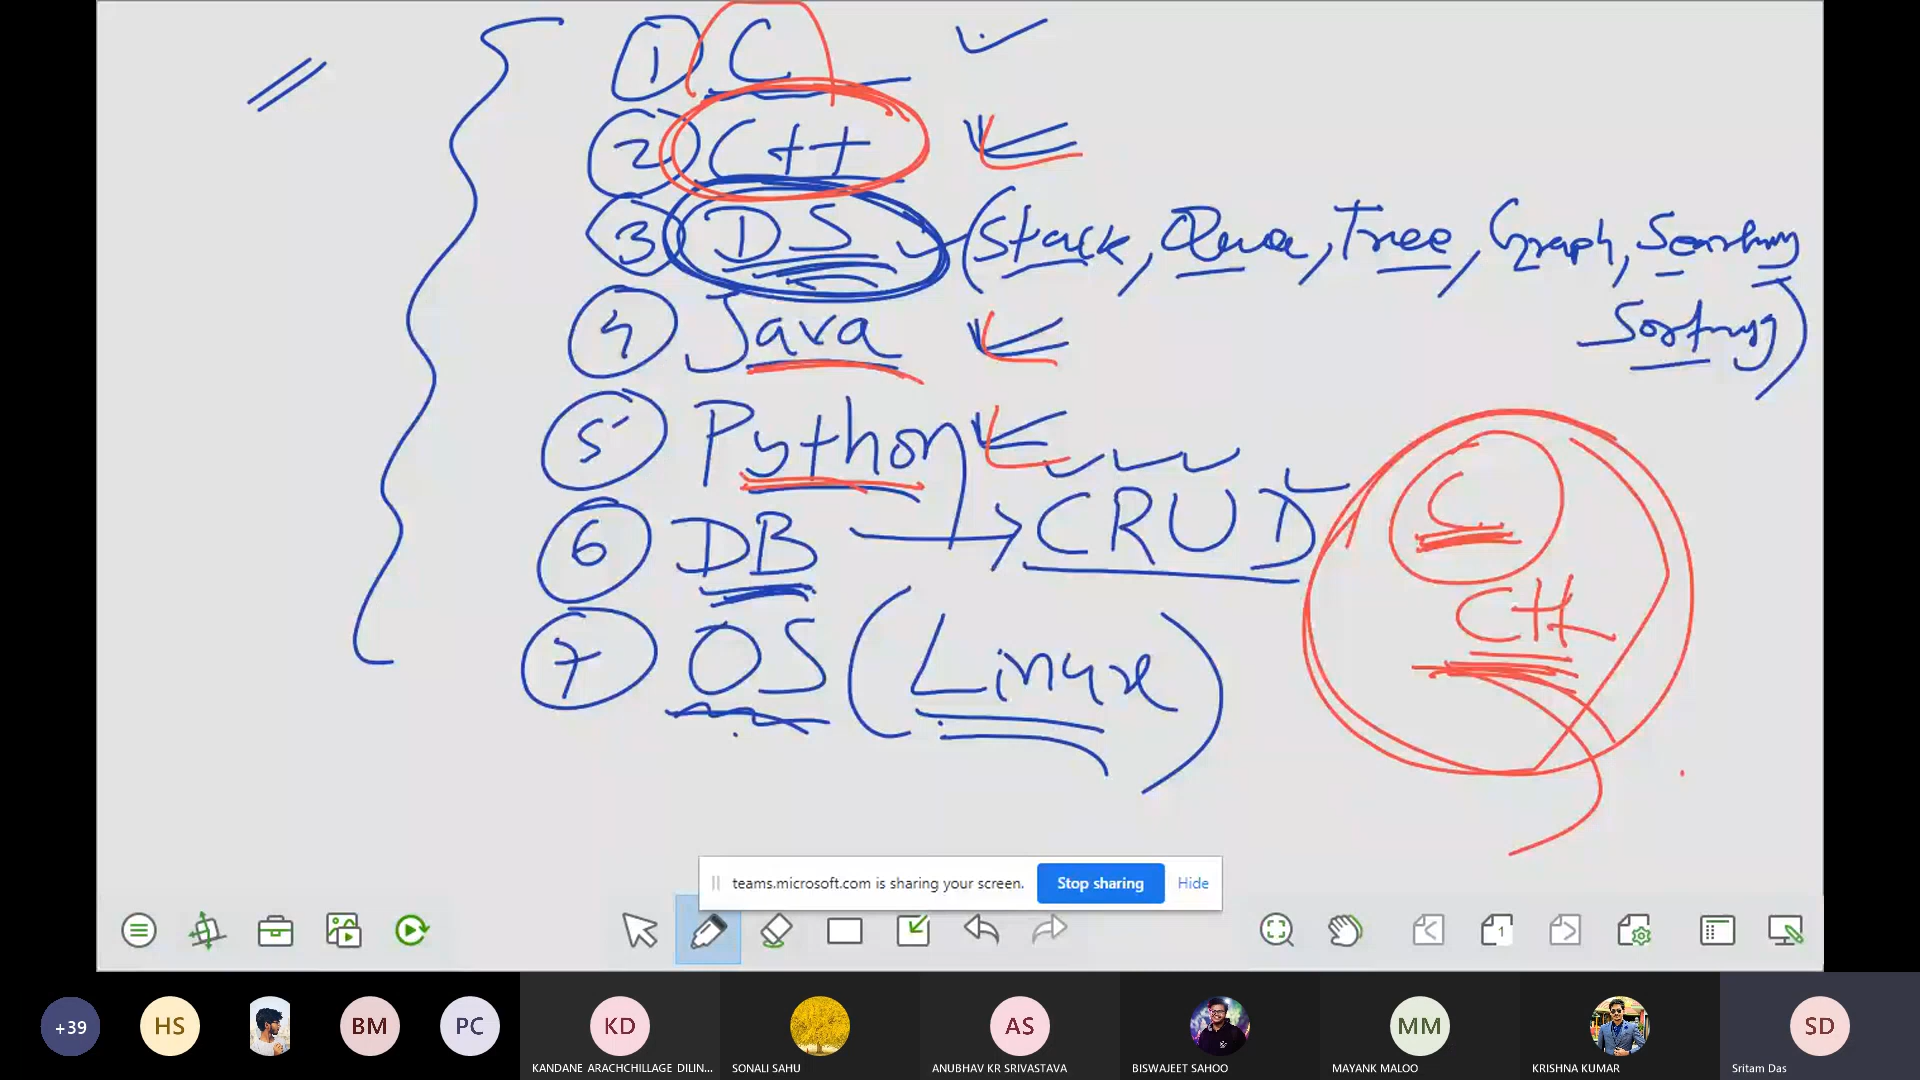 1 C
2 C++
3 DS (Stack, Queue, Tree, Graph, Searching
Sorting)
4 Java
5 Python
6 DB → CRUD
7 OS (Linux)
C
C++
teams.microsoft.com is sharing your screen. Stop sharing Hide
1
+39 HS BM PC KD AS MM SD
KANDANE ARACHCHILLAGE DILIN... SONALI SAHU ANUBHAV KR SRIVASTAVA BISWAJEET SAHOO MAYANK MALOO KRISHNA KUMAR Sritam Das